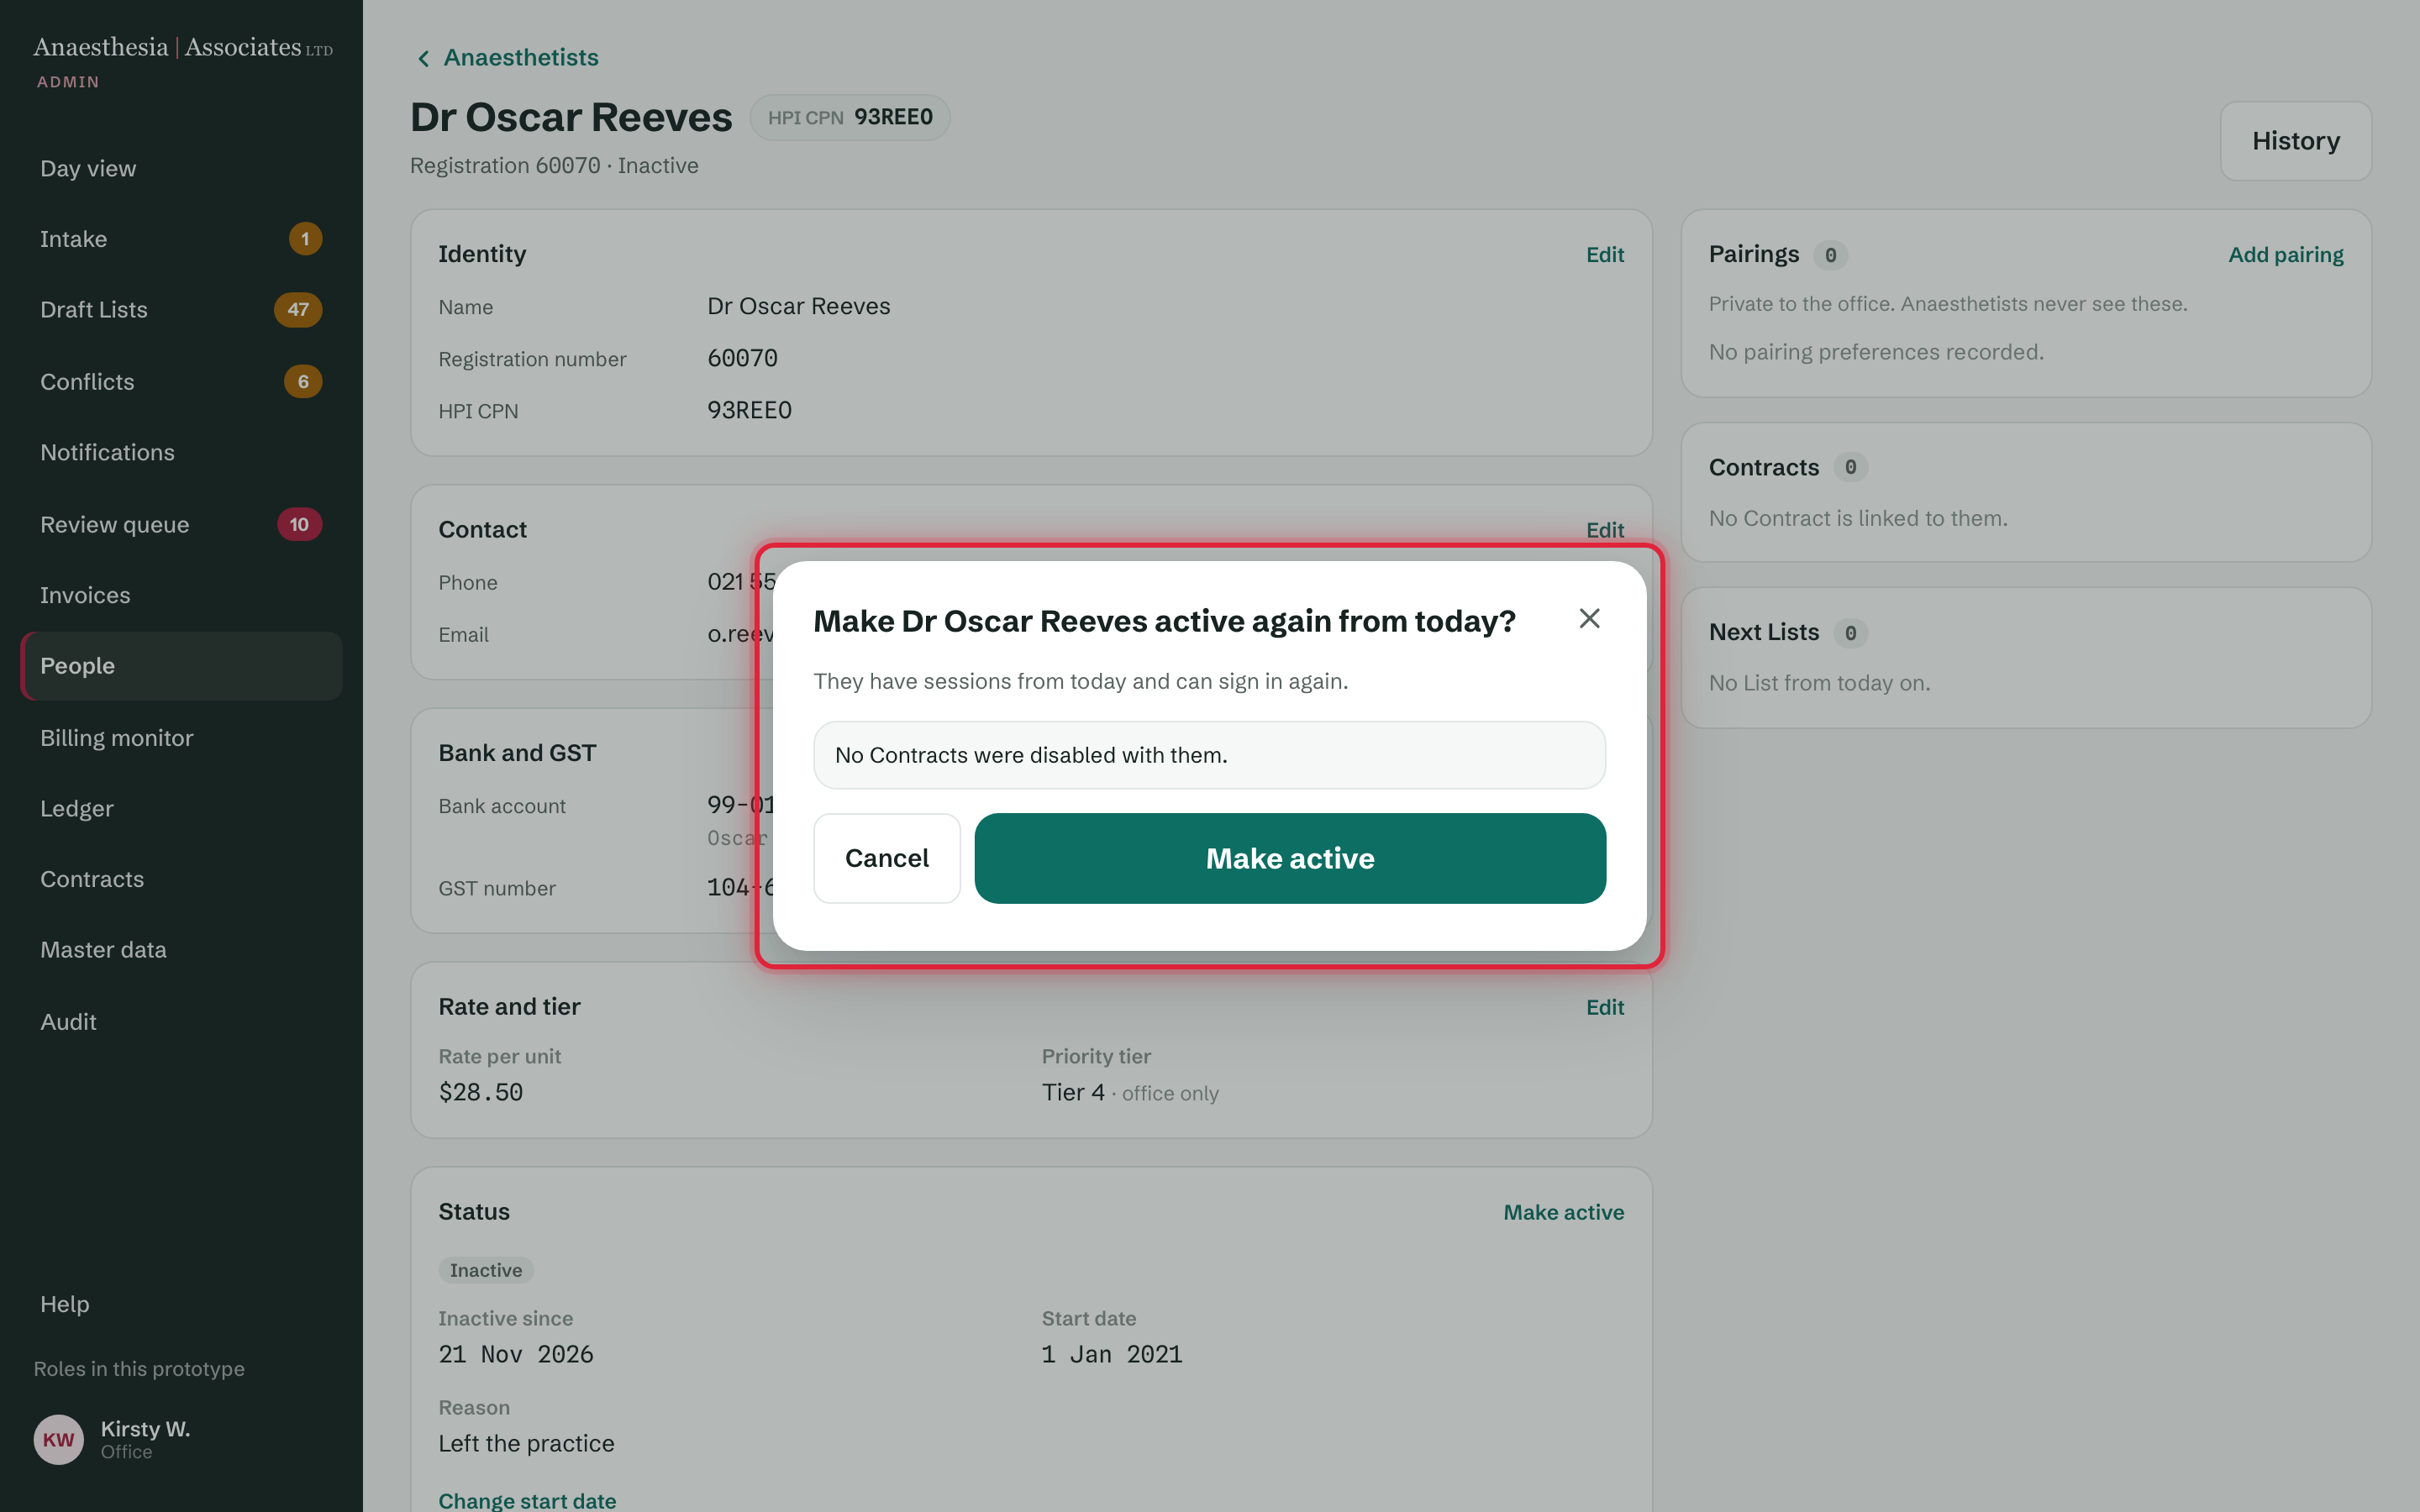 Anaesthesia | Associates LTD
ADMIN
Day view
Intake 1
Draft Lists 47
Conflicts 6
Notifications
Review queue 10
Invoices
People
Billing monitor
Ledger
Contracts
Master data
Audit
Help
Roles in this prototype
KW
Kirsty W.
Office
Anaesthetists
Dr Oscar Reeves HPI CPN 93REE0
Registration 60070 · Inactive
History
Identity Edit
Name Dr Oscar Reeves
Registration number 60070
HPI CPN 93REE0
Contact Edit
Phone 021 55
Email o.reev
Bank and GST
Bank account 99-01
Oscar
GST number 104-6
Rate and tier Edit
Rate per unit Priority tier
$28.50 Tier 4 · office only
Status Make active
Inactive
Inactive since Start date
21 Nov 2026 1 Jan 2021
Reason
Left the practice
Change start date
Pairings 0 Add pairing
Private to the office. Anaesthetists never see these.
No pairing preferences recorded.
Contracts 0
No Contract is linked to them.
Next Lists 0
No List from today on.
Make Dr Oscar Reeves active again from today?
They have sessions from today and can sign in again.
No Contracts were disabled with them.
Cancel Make active